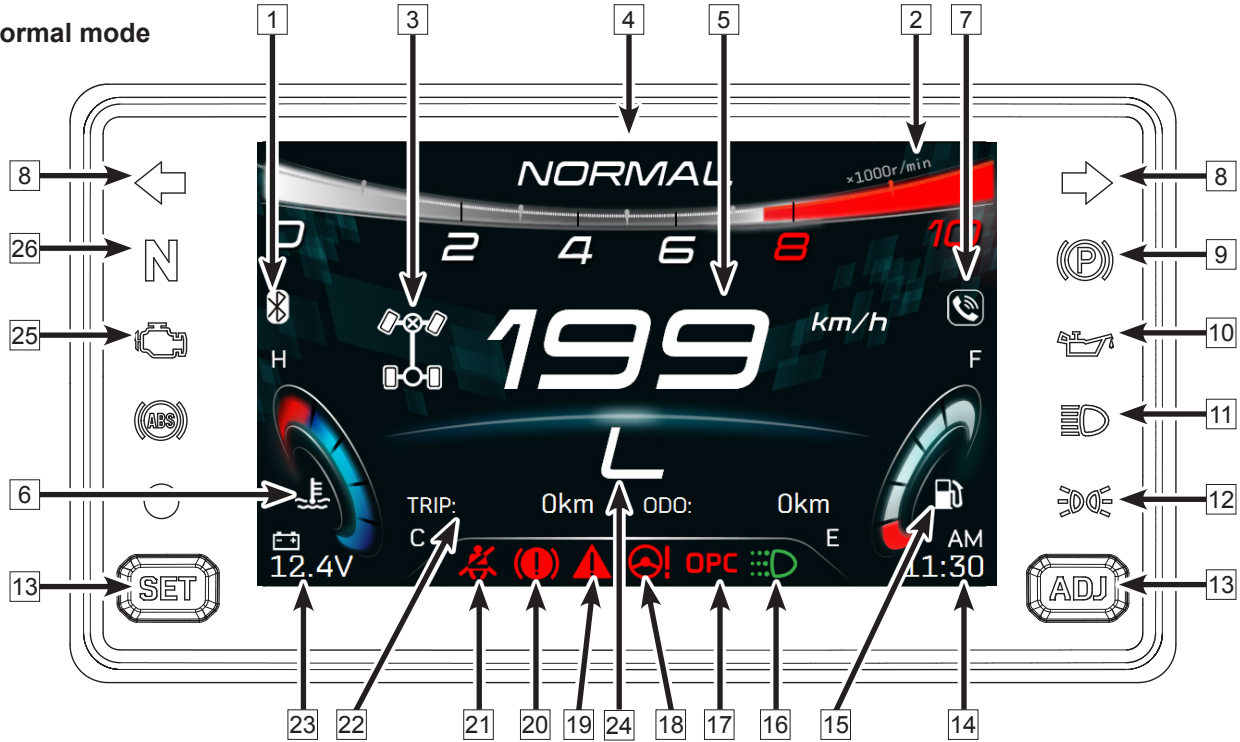 ormal mode
1 3 4 5 2 7
8 NORMAL ×1000r/min 8
0 2 4 6 8 10
26 N P 9
25 199 km/h 10
H F
ABS 11
L
6 TRIP: 0km ODO: 0km 12
C E AM
12.4V OPC 11:30
13 SET ADJ 13
23 22 21 20 19 24 18 17 16 15 14